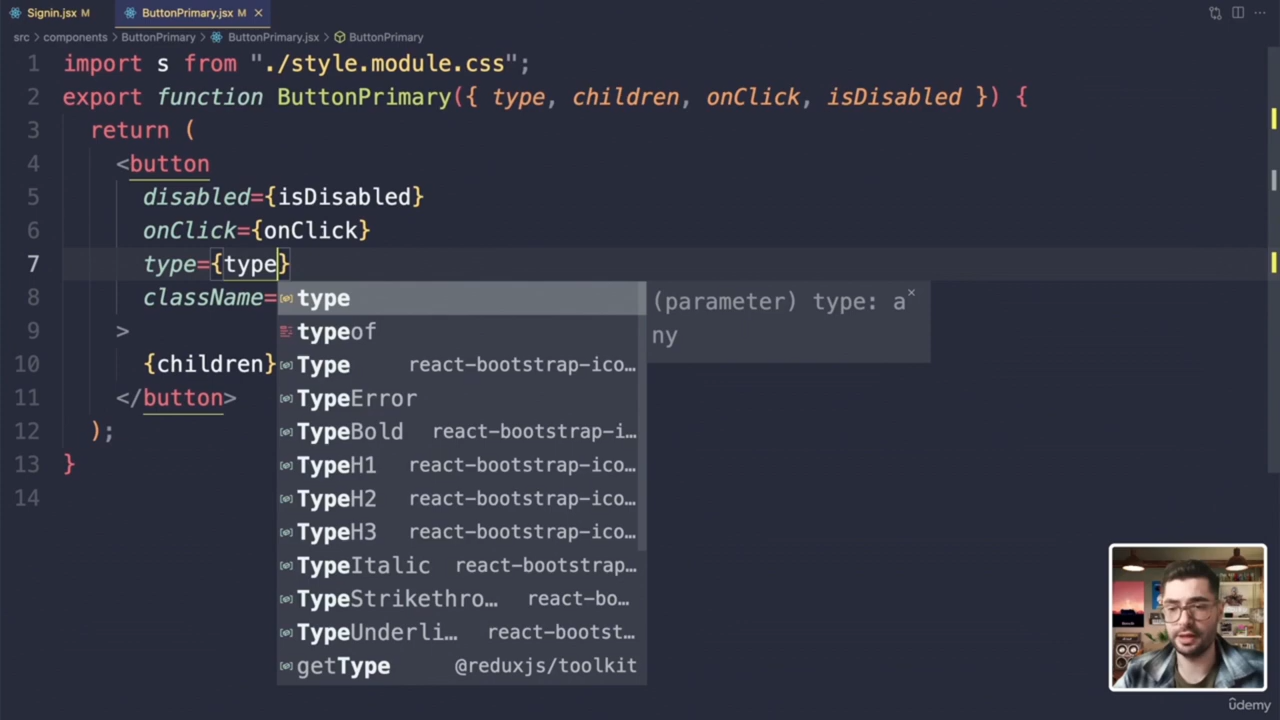 Signin.jsx M ButtonPrimary.jsx M ×
src > components > ButtonPrimary > ButtonPrimary.jsx > ButtonPrimary
1 import s from "./style.module.css";
2 export function ButtonPrimary({ type, children, onClick, isDisabled }) {
3 return (
4 <button
5 disabled={isDisabled}
6 onClick={onClick}
7 type={type}
8 className=
9 >
10 {children}
11 </button>
12 );
13 }
14
type
typeof
Type react-bootstrap-ico…
TypeError
TypeBold react-bootstrap-i…
TypeH1 react-bootstrap-ico…
TypeH2 react-bootstrap-ico…
TypeH3 react-bootstrap-ico…
TypeItalic react-bootstrap…
TypeStrikethro… react-bo…
TypeUnderli… react-bootst…
getType @reduxjs/toolkit
(parameter) type: a
ny
ûdemy